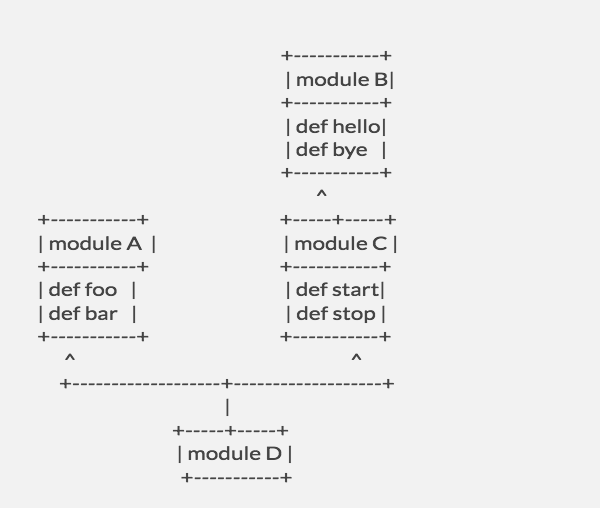 +-----------+
| module B|
+-----------+
| def hello|
| def bye   |
+-----------+
^
+-----------+                     +-----+-----+
| module A  |                     | module C |
+-----------+                     +-----------+
| def foo   |                     | def start|
| def bar   |                     | def stop |
+-----------+                     +-----------+
^                     ^
+-------------------+-------------------+
|
+-----+-----+
| module D |
+-----------+